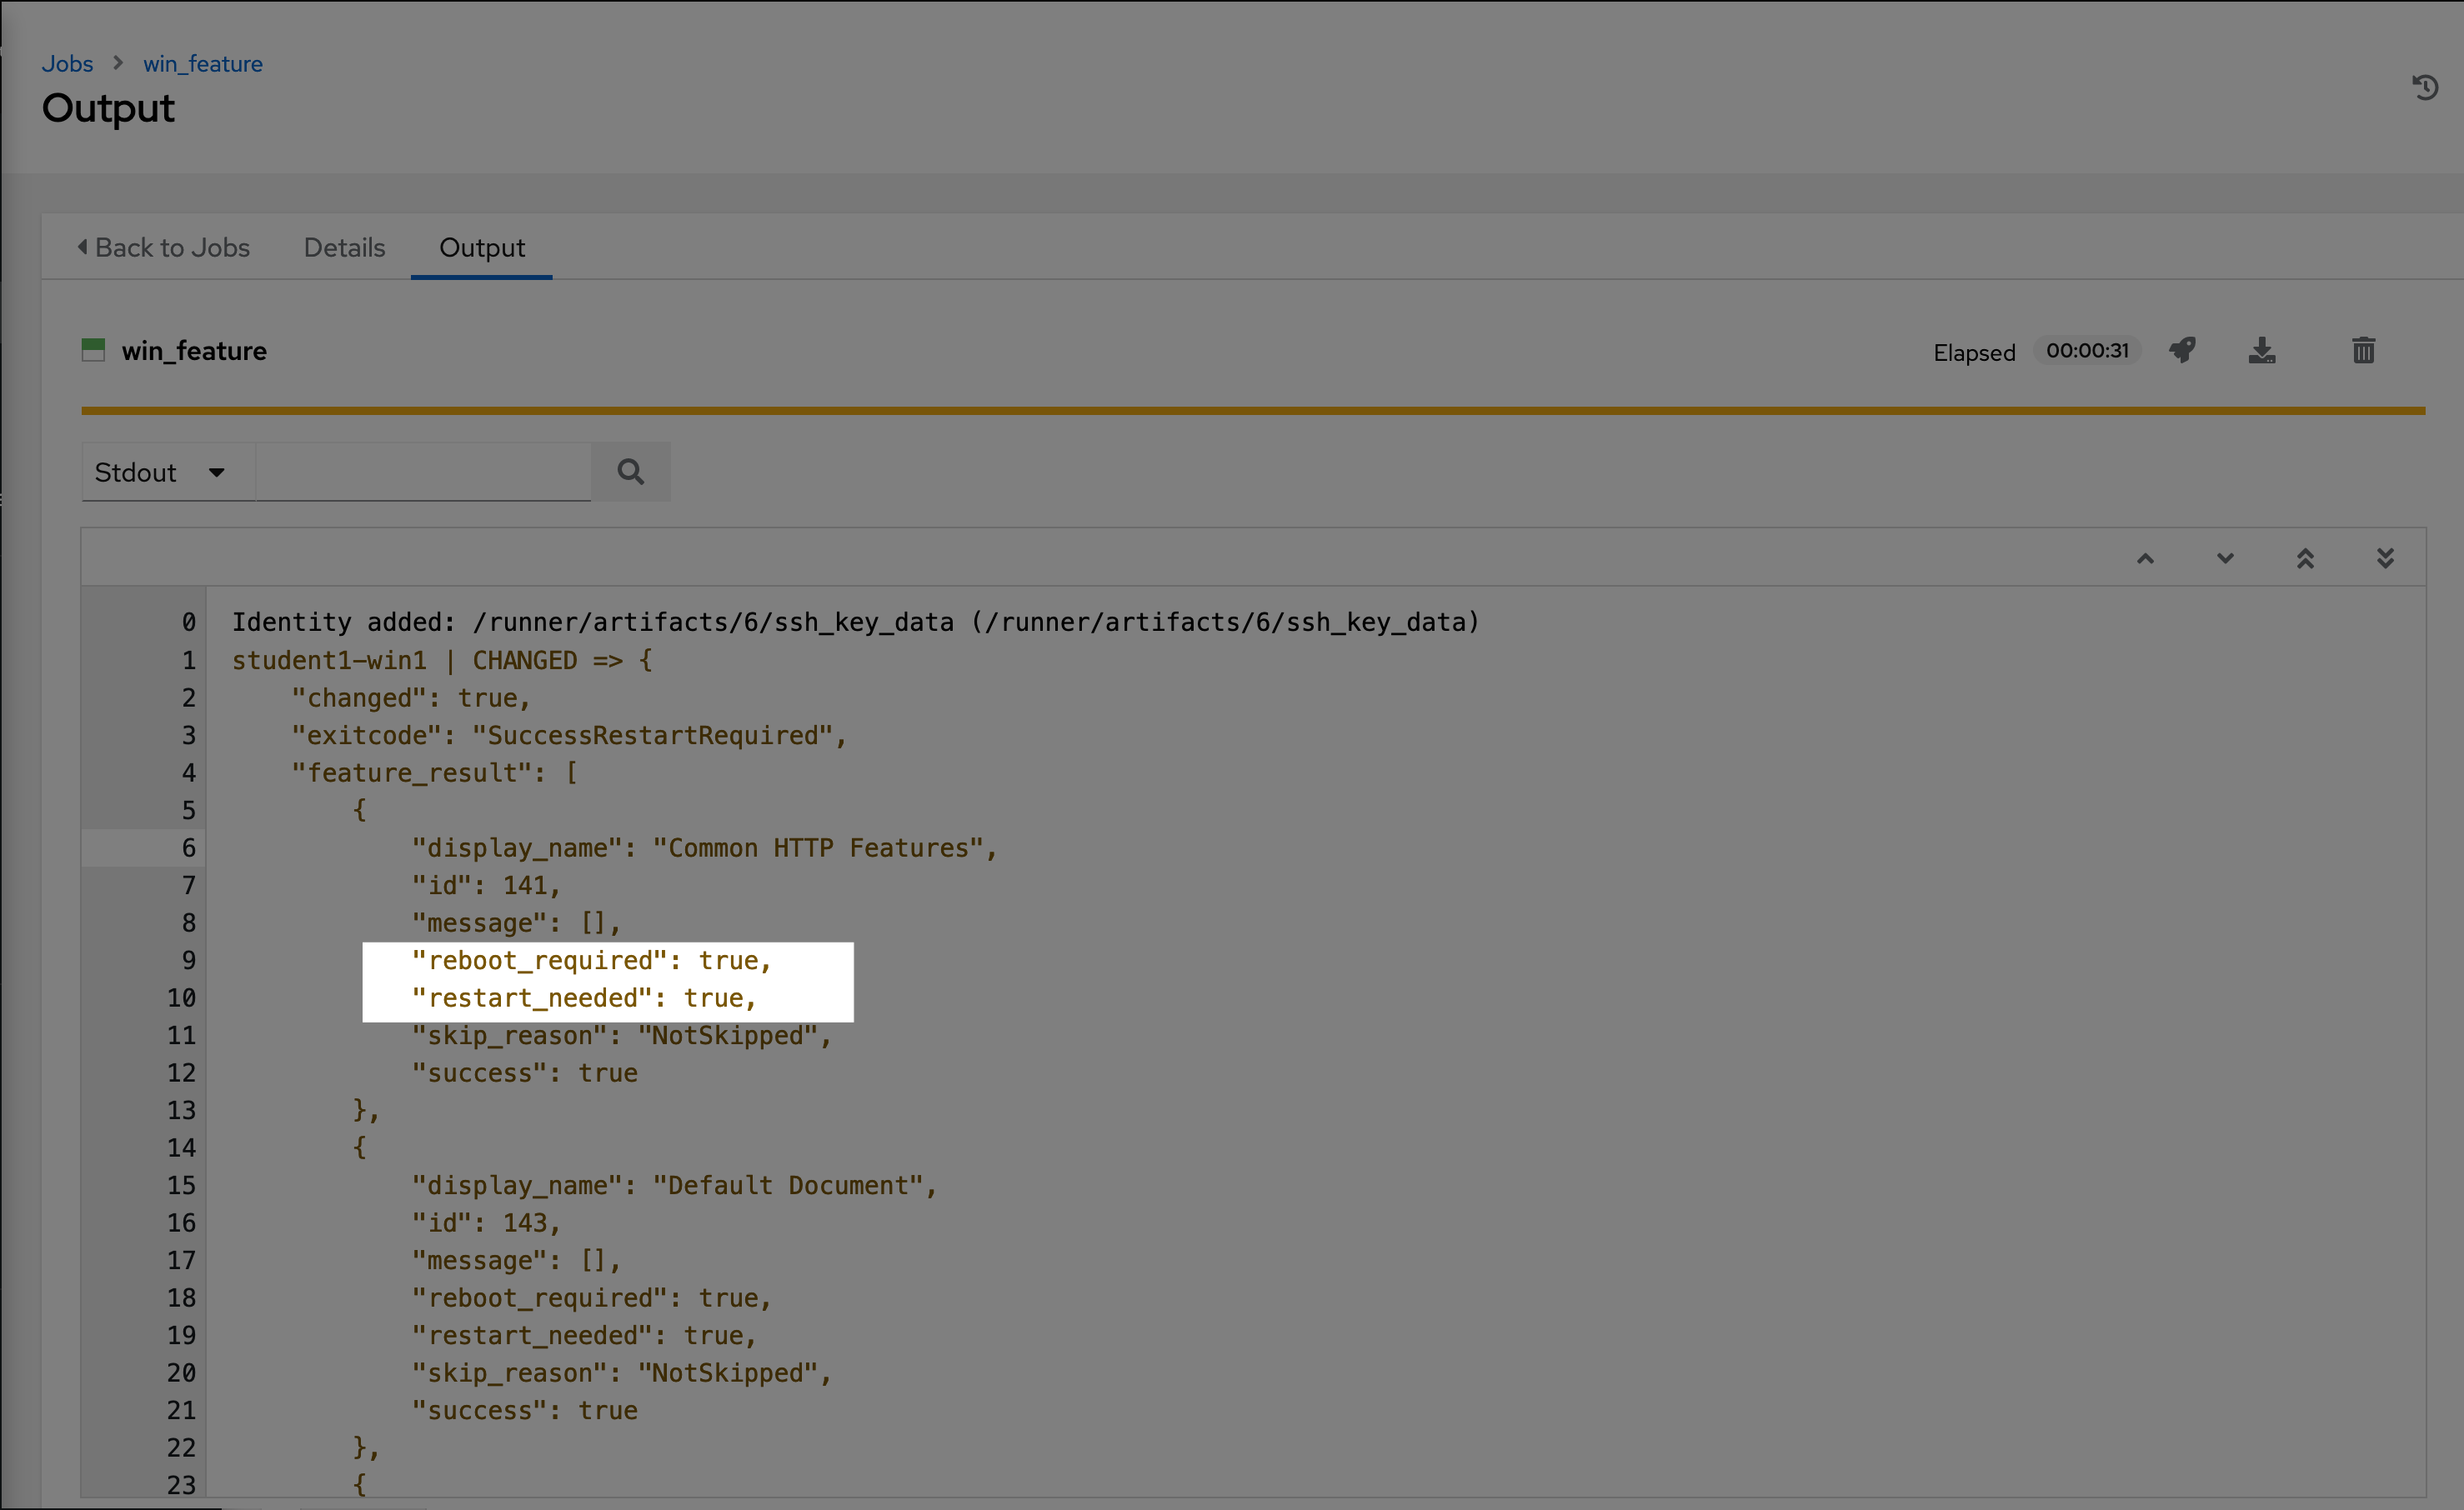 Jobs > win_feature
Output
Back to Jobs Details Output
win_feature Elapsed 00:00:31
Stdout
0 Identity added: /runner/artifacts/6/ssh_key_data (/runner/artifacts/6/ssh_key_data)
1 student1-win1 | CHANGED => {
2 "changed": true,
3 "exitcode": "SuccessRestartRequired",
4 "feature_result": [
5 {
6 "display_name": "Common HTTP Features",
7 "id": 141,
8 "message": [],
9 "reboot_required": true,
10 "restart_needed": true,
11 "skip_reason": "NotSkipped",
12 "success": true
13 },
14 {
15 "display_name": "Default Document",
16 "id": 143,
17 "message": [],
18 "reboot_required": true,
19 "restart_needed": true,
20 "skip_reason": "NotSkipped",
21 "success": true
22 },
23 {